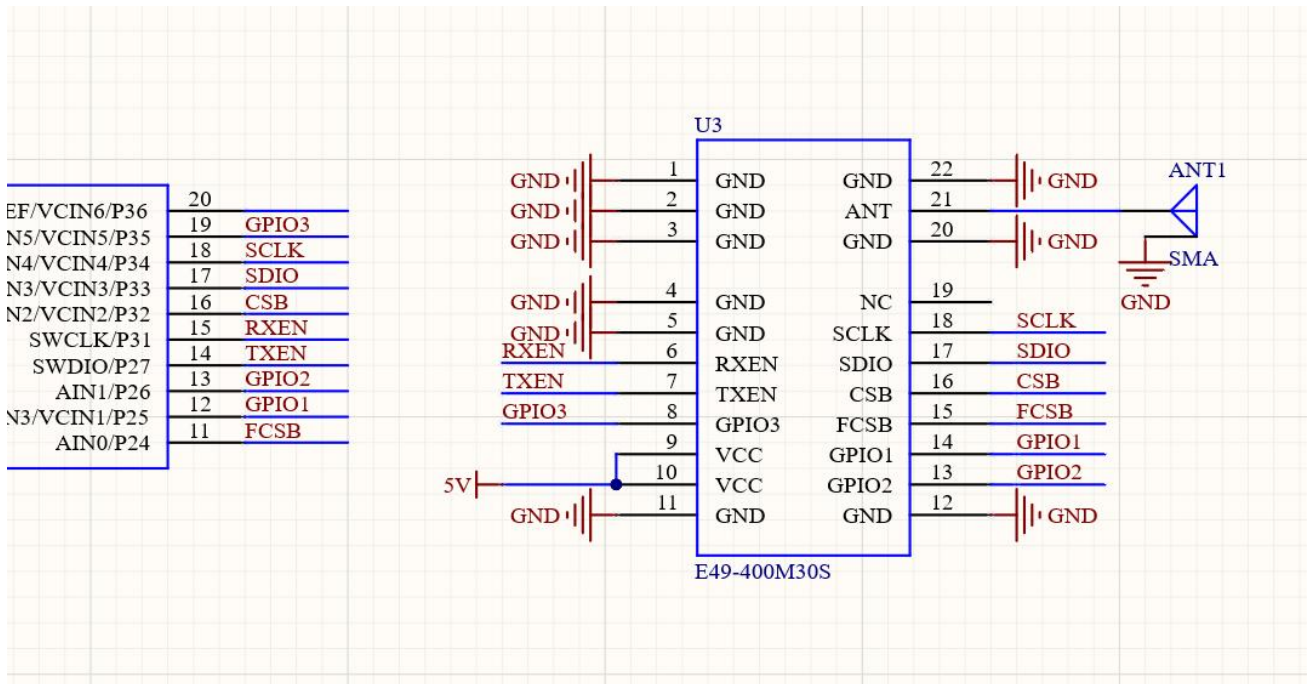 20
EF/VCIN6/P36
19 GPIO3
N5/VCIN5/P35
18 SCLK
N4/VCIN4/P34
17 SDIO
N3/VCIN3/P33
16 CSB
N2/VCIN2/P32
15 RXEN
SWCLK/P31
14 TXEN
SWDIO/P27
13 GPIO2
AIN1/P26
12 GPIO1
N3/VCIN1/P25
11 FCSB
AIN0/P24
U3
GND 1 GND
GND 2 GND
GND 3 GND
GND 4 GND
GND 5 GND
RXEN 6 RXEN
TXEN 7 TXEN
GPIO3 8 GPIO3
9 VCC
5V 10 VCC
GND 11 GND
GND 22 GND
ANT 21
GND 20 GND
NC 19
SCLK 18 SCLK
SDIO 17 SDIO
CSB 16 CSB
FCSB 15 FCSB
GPIO1 14 GPIO1
GPIO2 13 GPIO2
GND 12 GND
E49-400M30S
ANT1
SMA
GND